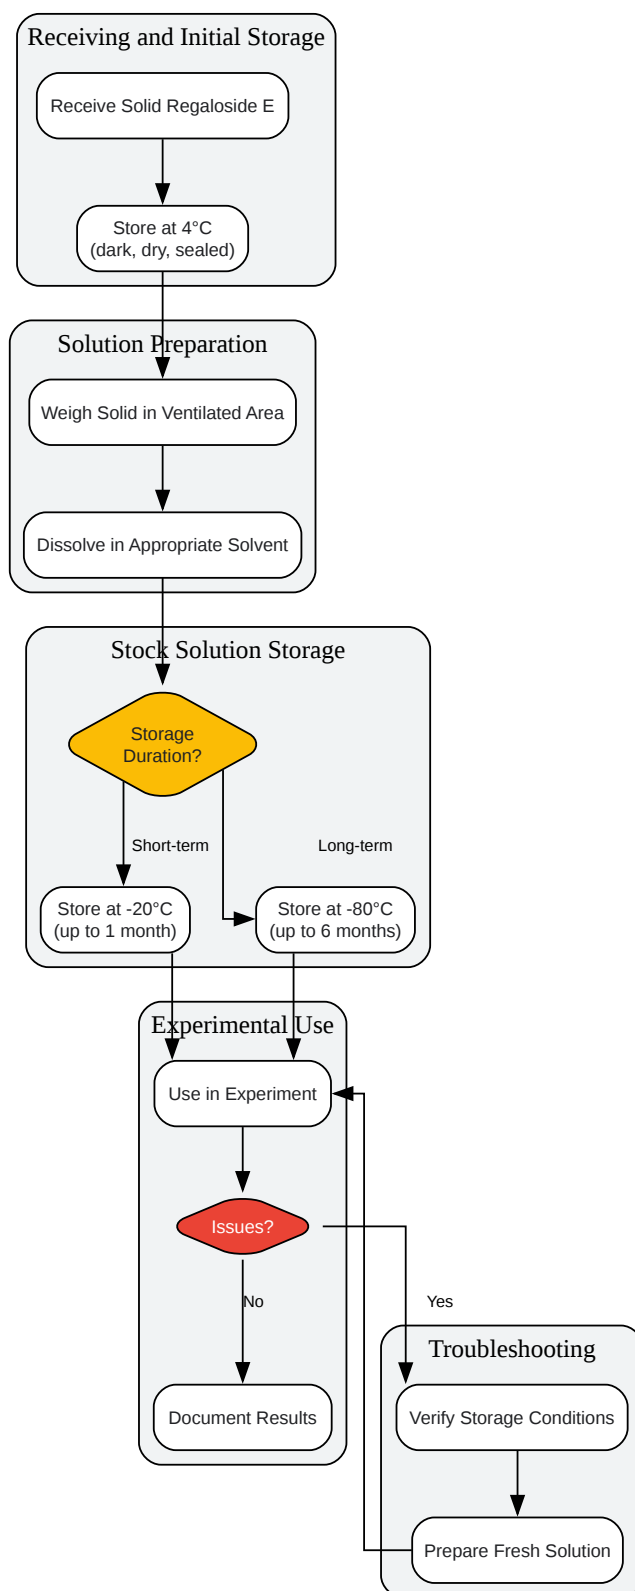 Receiving and Initial Storage
Receive Solid Regaloside E
Store at 4°C
(dark, dry, sealed)
Solution Preparation
Weigh Solid in Ventilated Area
Dissolve in Appropriate Solvent
Stock Solution Storage
Storage
Duration?
Short-term
Long-term
Store at -20°C
(up to 1 month)
Store at -80°C
(up to 6 months)
Experimental Use
Use in Experiment
Issues?
No
Yes
Troubleshooting
Document Results
Verify Storage Conditions
Prepare Fresh Solution